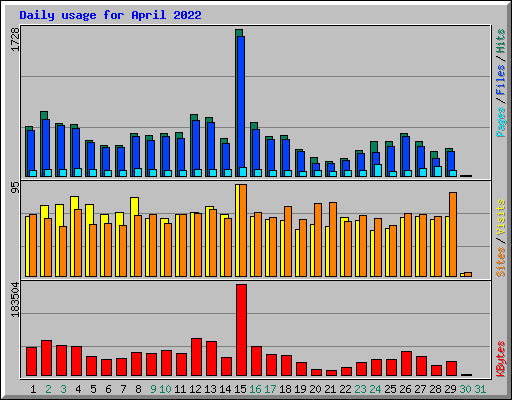 Daily usage for April 2022
1728
Pages / Files / Hits
95
Sites / Visits
183504
KBytes
1 2 3 4 5 6 7 8 9 10 11 12 13 14 15 16 17 18 19 20 21 22 23 24 25 26 27 28 29 30 31